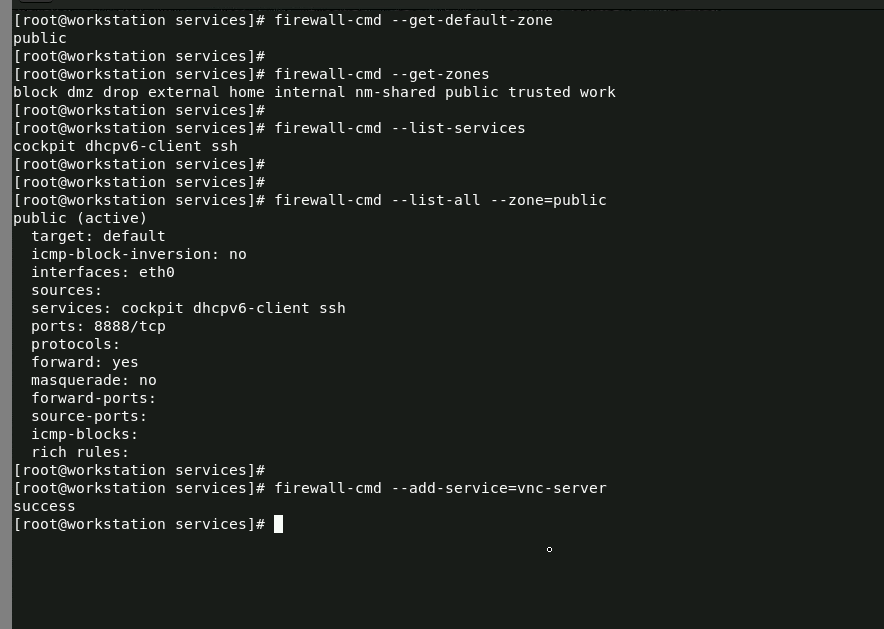 [root@workstation services]# firewall-cmd --get-default-zone
public
[root@workstation services]#
[root@workstation services]# firewall-cmd --get-zones
block dmz drop external home internal nm-shared public trusted work
[root@workstation services]#
[root@workstation services]# firewall-cmd --list-services
cockpit dhcpv6-client ssh
[root@workstation services]#
[root@workstation services]#
[root@workstation services]# firewall-cmd --list-all --zone=public
public (active)
  target: default
  icmp-block-inversion: no
  interfaces: eth0
  sources:
  services: cockpit dhcpv6-client ssh
  ports: 8888/tcp
  protocols:
  forward: yes
  masquerade: no
  forward-ports:
  source-ports:
  icmp-blocks:
  rich rules:
[root@workstation services]#
[root@workstation services]# firewall-cmd --add-service=vnc-server
success
[root@workstation services]#